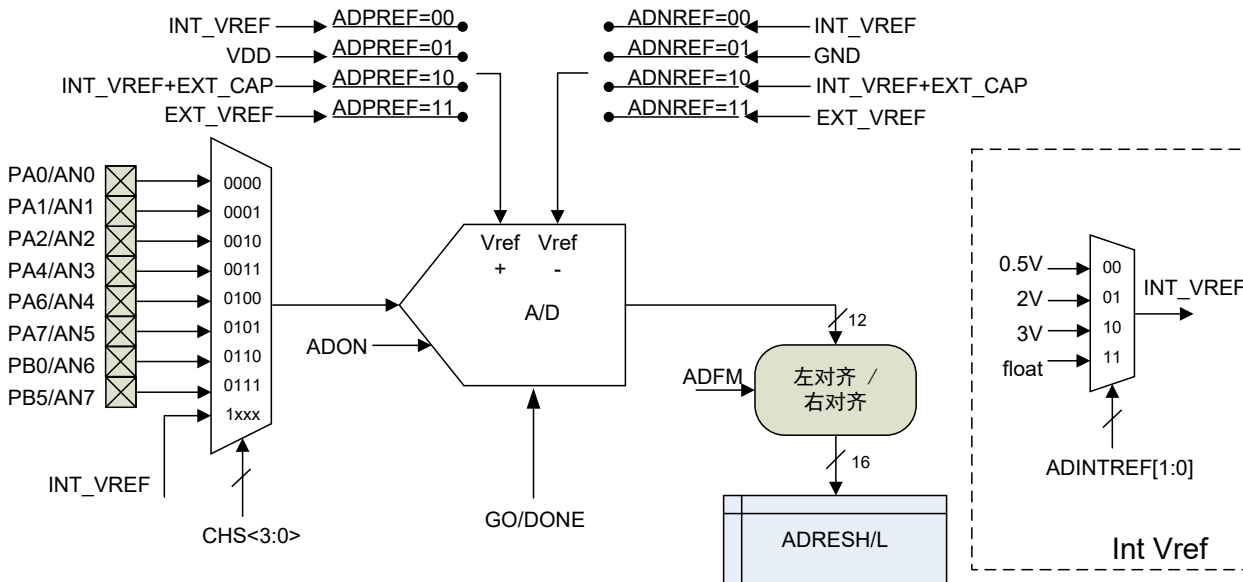 INT_VREF
ADPREF=00
VDD
ADPREF=01
INT_VREF+EXT_CAP
ADPREF=10
EXT_VREF
ADPREF=11
ADNREF=00
INT_VREF
ADNREF=01
GND
ADNREF=10
INT_VREF+EXT_CAP
ADNREF=11
EXT_VREF
PA0/AN0
PA1/AN1
PA2/AN2
PA4/AN3
PA6/AN4
PA7/AN5
PB0/AN6
PB5/AN7
INT_VREF
0000
0001
0010
0011
0100
0101
0110
0111
1xxx
CHS<3:0>
Vref
+
Vref
-
A/D
ADON
GO/DONE
12
ADFM
左对齐 /
右对齐
16
ADRESH/L
0.5V
2V
3V
float
00
01
10
11
INT_VREF
ADINTREF[1:0]
Int Vref